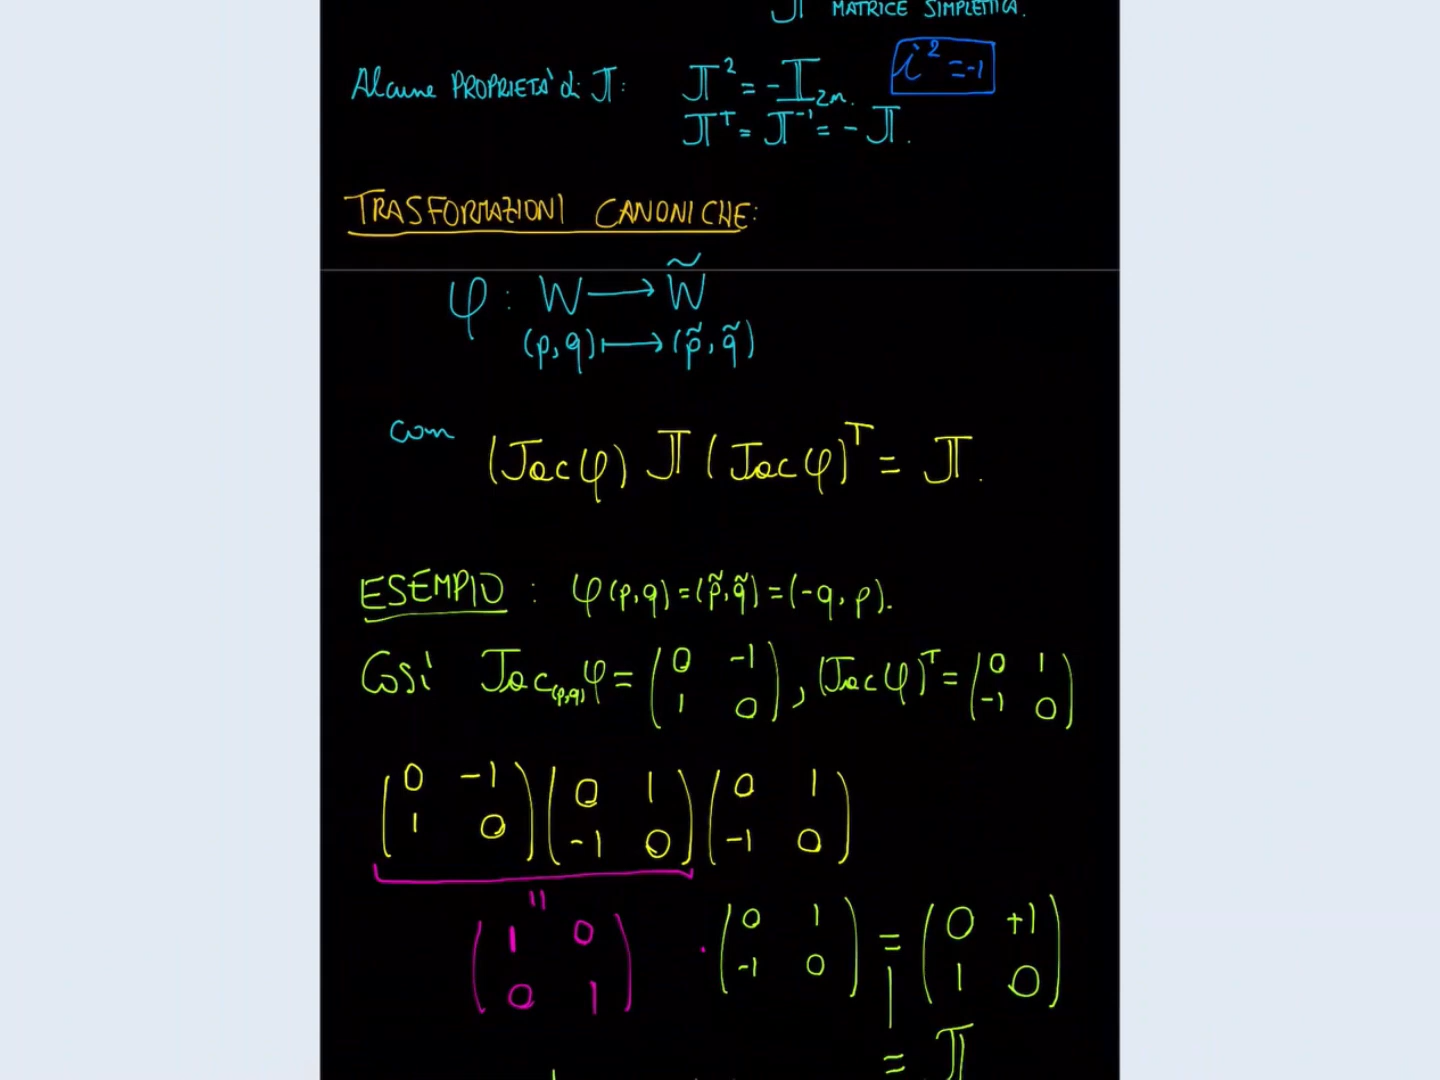 𝕁 MATRICE SIMPLETTICA.
Alcune PROPRIETÀ di 𝕁: 𝕁² = -𝕀₂ₙ. i² = -1
𝕁ᵀ = 𝕁⁻¹ = -𝕁.
TRASFORMAZIONI CANONICHE:
φ : W ⟶ W̃
(p,q) ⟼ (p̃,q̃)
con (Jac φ) 𝕁 (Jac φ)ᵀ = 𝕁.
ESEMPIO : φ(p,q) = (p̃,q̃) = (-q, p).
Così Jac₍p,q₎φ = (0 -1; 1 0), (Jac φ)ᵀ = (0 1; -1 0)
(0 -1; 1 0)(0 1; -1 0)(0 1; -1 0)
"
(1 0; 0 1) · (0 1; -1 0) = (0 +1; 1 0)
= 𝕁